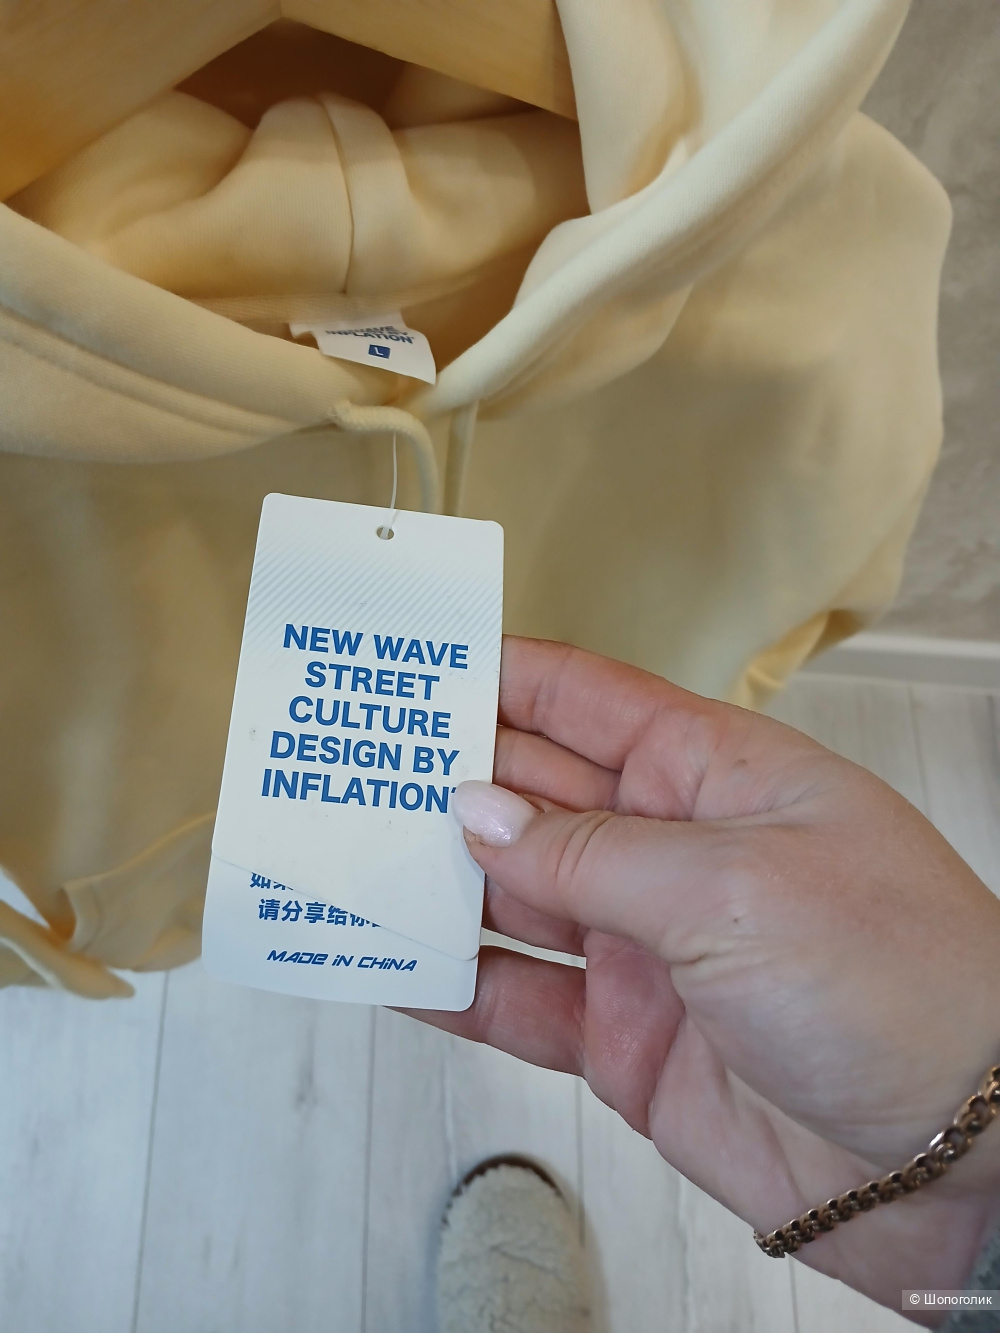 INFLATION
L
NEW WAVE
STREET
CULTURE
DESIGN BY
INFLATION
请分享给你
MADE IN CHINA
© Шопоголик